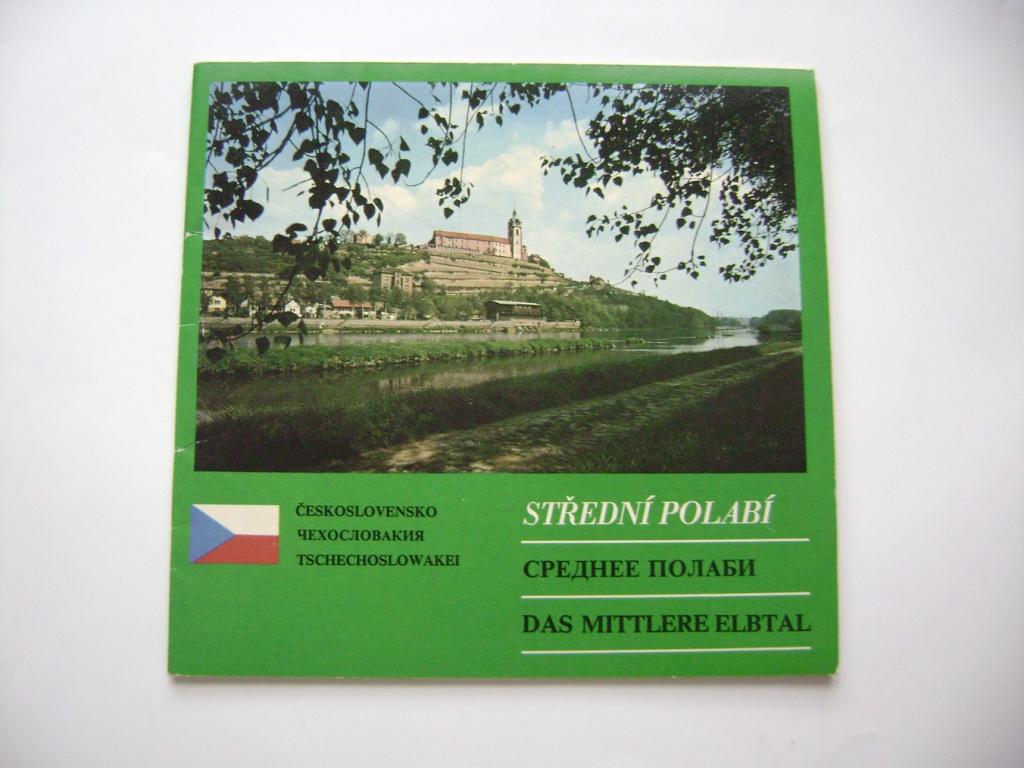 ČESKOSLOVENSKO
ЧЕХОСЛОВАКИЯ
TSCHECHOSLOWAKEI
STŘEDNÍ POLABÍ
СРЕДНЕЕ ПОЛАБИ
DAS MITTLERE ELBTAL